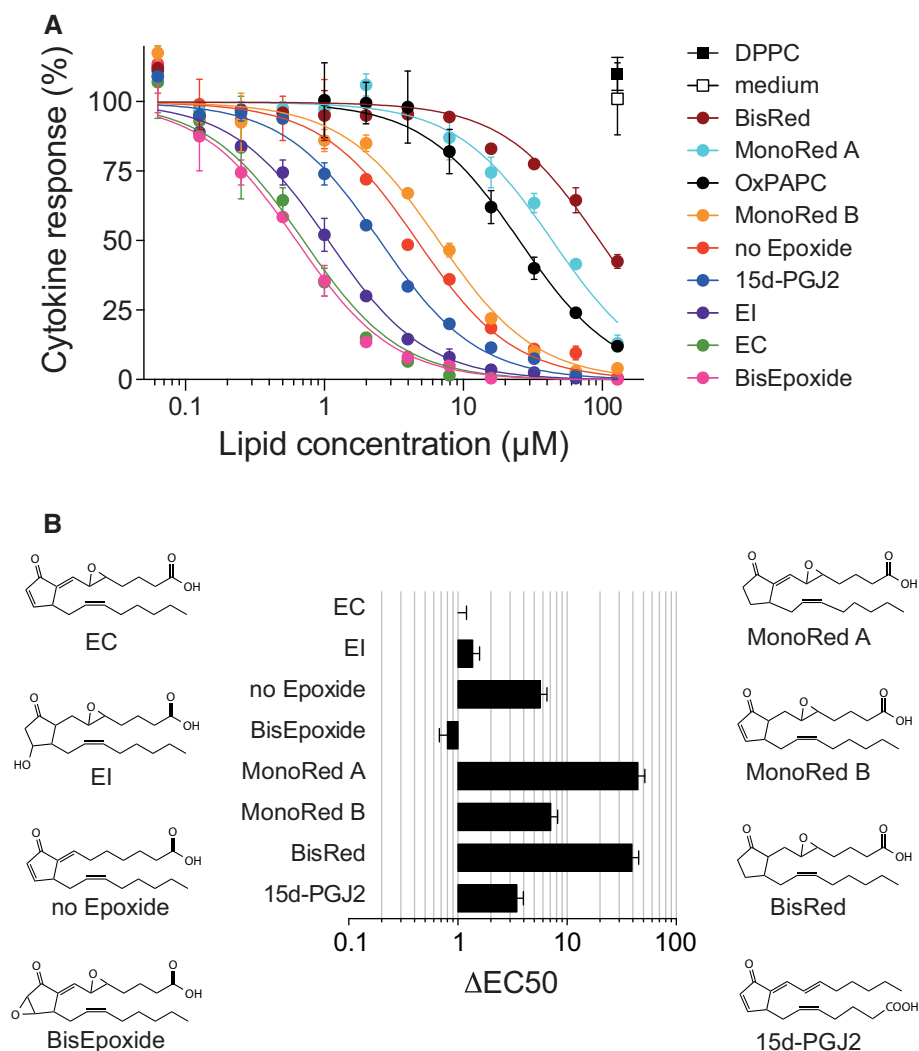 A
Cytokine response (%)
100
75
50
25
0
0.1
1
10
100
Lipid concentration (µM)
DPPC
medium
BisRed
MonoRed A
OxPAPC
MonoRed B
no Epoxide
15d-PGJ2
EI
EC
BisEpoxide
B
O
O
O
OH
EC
O
O
O
OH
HO
EI
O
O
OH
no Epoxide
O
O
O
OH
O
BisEpoxide
EC
EI
no Epoxide
BisEpoxide
MonoRed A
MonoRed B
BisRed
15d-PGJ2
0.1
1
10
100
ΔEC50
O
O
O
OH
MonoRed A
O
O
O
OH
MonoRed B
O
O
O
OH
BisRed
O
COOH
15d-PGJ2